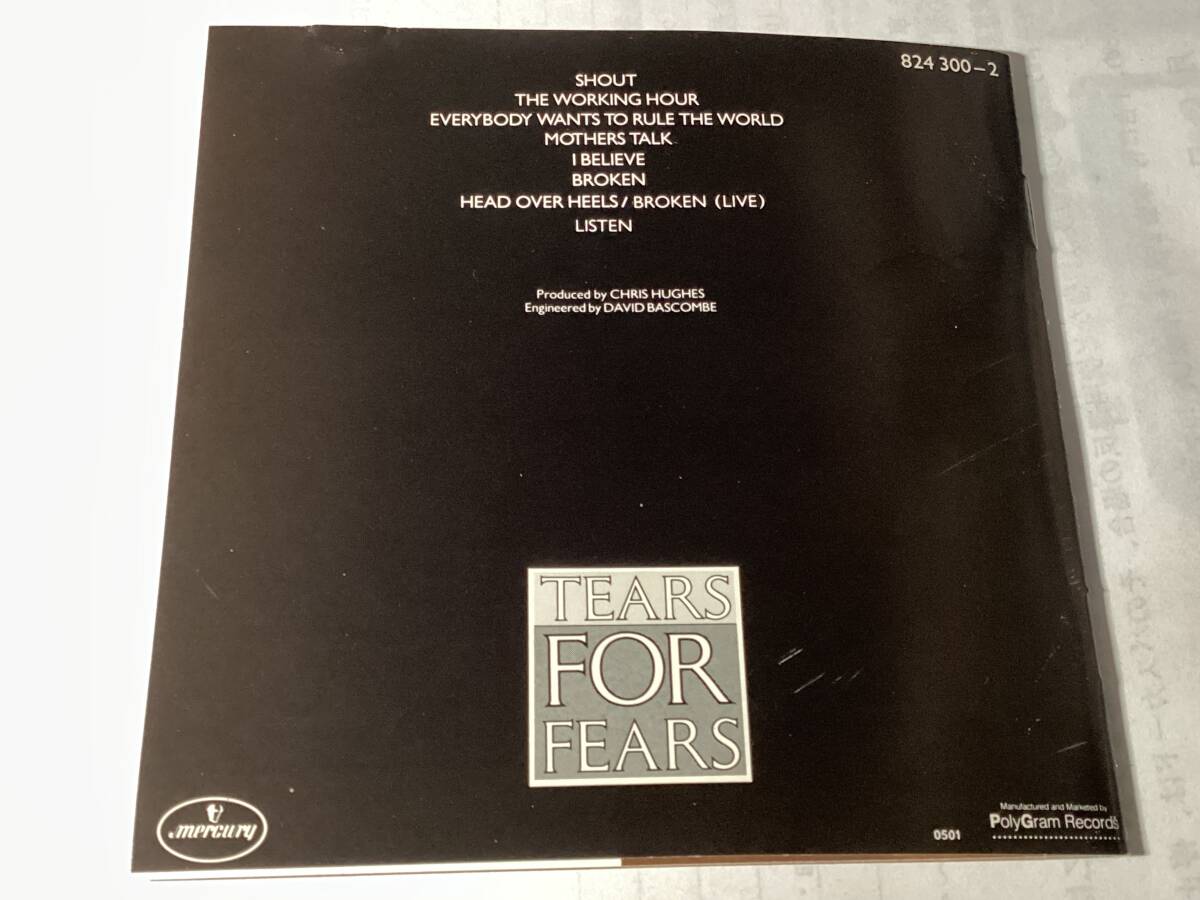 824 300-2
SHOUT
THE WORKING HOUR
EVERYBODY WANTS TO RULE THE WORLD
MOTHERS TALK
I BELIEVE
BROKEN
HEAD OVER HEELS / BROKEN (LIVE)
LISTEN
Produced by CHRIS HUGHES
Engineered by DAVID BASCOMBE
TEARS
FOR
FEARS
mercury
0501
Manufactured and Marketed by
PolyGram Records